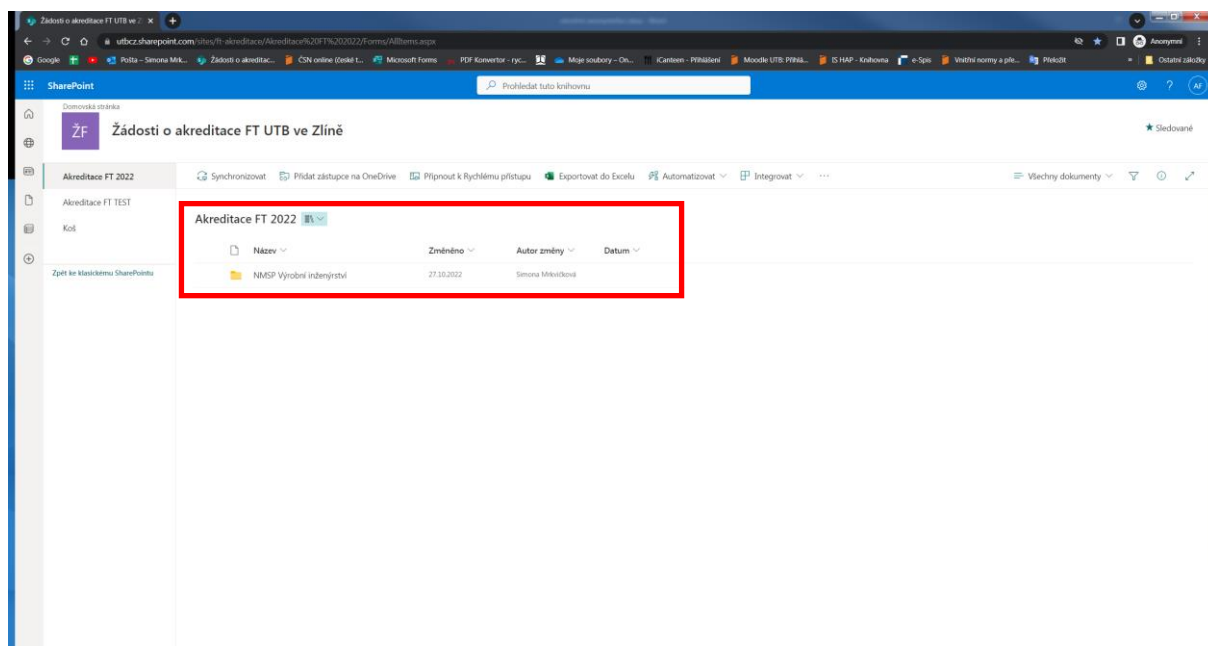 Žádosti o akreditace FT UTB ve Z
utbcz.sharepoint.com/sites/ft-akreditace/Akreditace%20FT%202022/Forms/AllItems.aspx
Anonymní
Google
Pošta – Simona Mrk...
Žádosti o akreditac...
ČSN online (české t...
Microsoft Forms
PDF Konvertor - ryc...
Moje soubory – On...
iCanteen - Přihlášení
Moodle UTB: Přihlá...
IS HAP - Knihovna
e-Spis
Vnitřní normy a pře...
Přeložit
»
Ostatní záložky
SharePoint
Prohledat tuto knihovnu
?
AF
Domovská stránka
ŽF
Žádosti o akreditace FT UTB ve Zlíně
Sledované
Akreditace FT 2022
Synchronizovat
Přidat zástupce na OneDrive
Připnout k Rychlému přístupu
Exportovat do Excelu
Automatizovat
Integrovat
...
Všechny dokumenty
Akreditace FT TEST
Koš
Zpět ke klasickému SharePointu
Akreditace FT 2022
Název
Změněno
Autor změny
Datum
NMSP Výrobní inženýrství
27.10.2022
Simona Mrkvičková